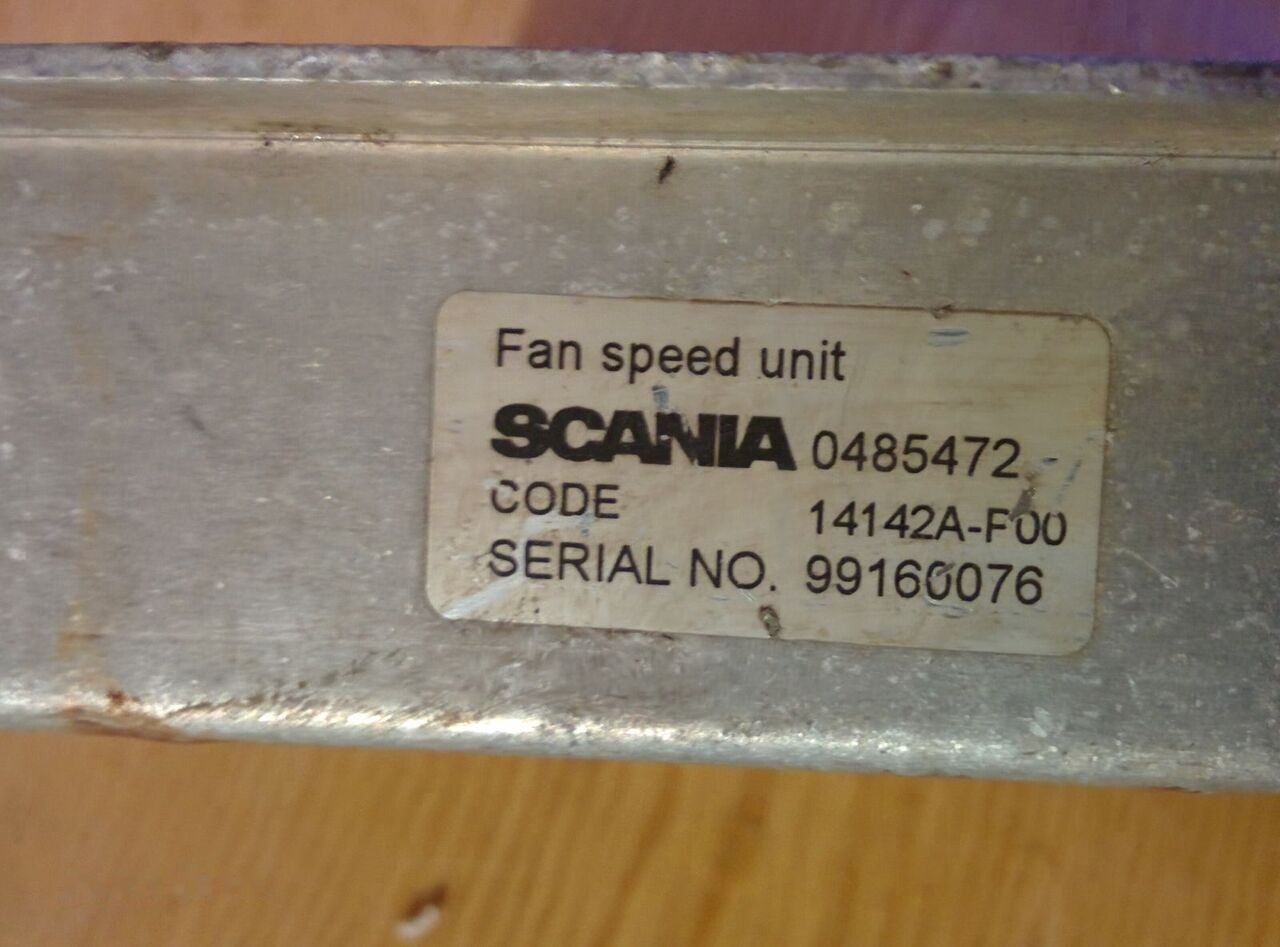 Fan speed unit
SCANIA 0485472
CODE 14142A-F00
SERIAL NO. 99160076